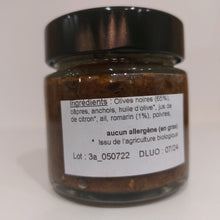 Ingrédients : Olives noires (65%),
câpres, anchois, huile d'olive*, jus de
de citron*, ail, romarin (1%), poivres,
aucun allergène (en gras)
* Issu de l'agriculture biologique
Lot : 3a_050722 DLUO : 07/24